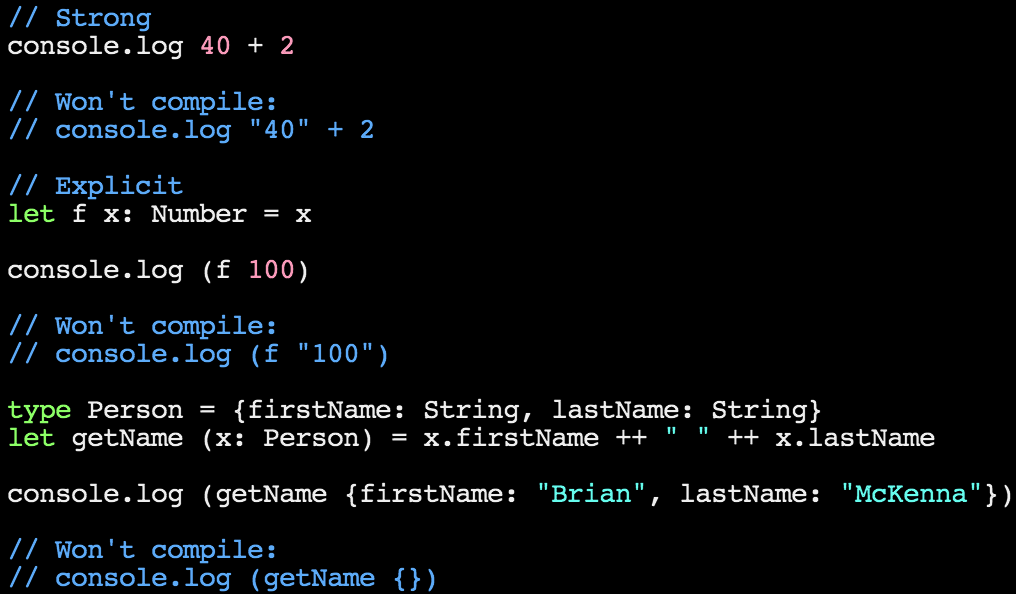 // Strong
console.log 40 + 2
// Won't compile:
// console.log "40" + 2
// Explicit
let f x: Number = x
console.log (f 100)
// Won't compile:
// console.log (f "100")
type Person = {firstName: String, lastName: String}
let getName (x: Person) = x.firstName ++ " " ++ x.lastName
console.log (getName {firstName: "Brian", lastName: "McKenna"})
// Won't compile:
// console.log (getName {})